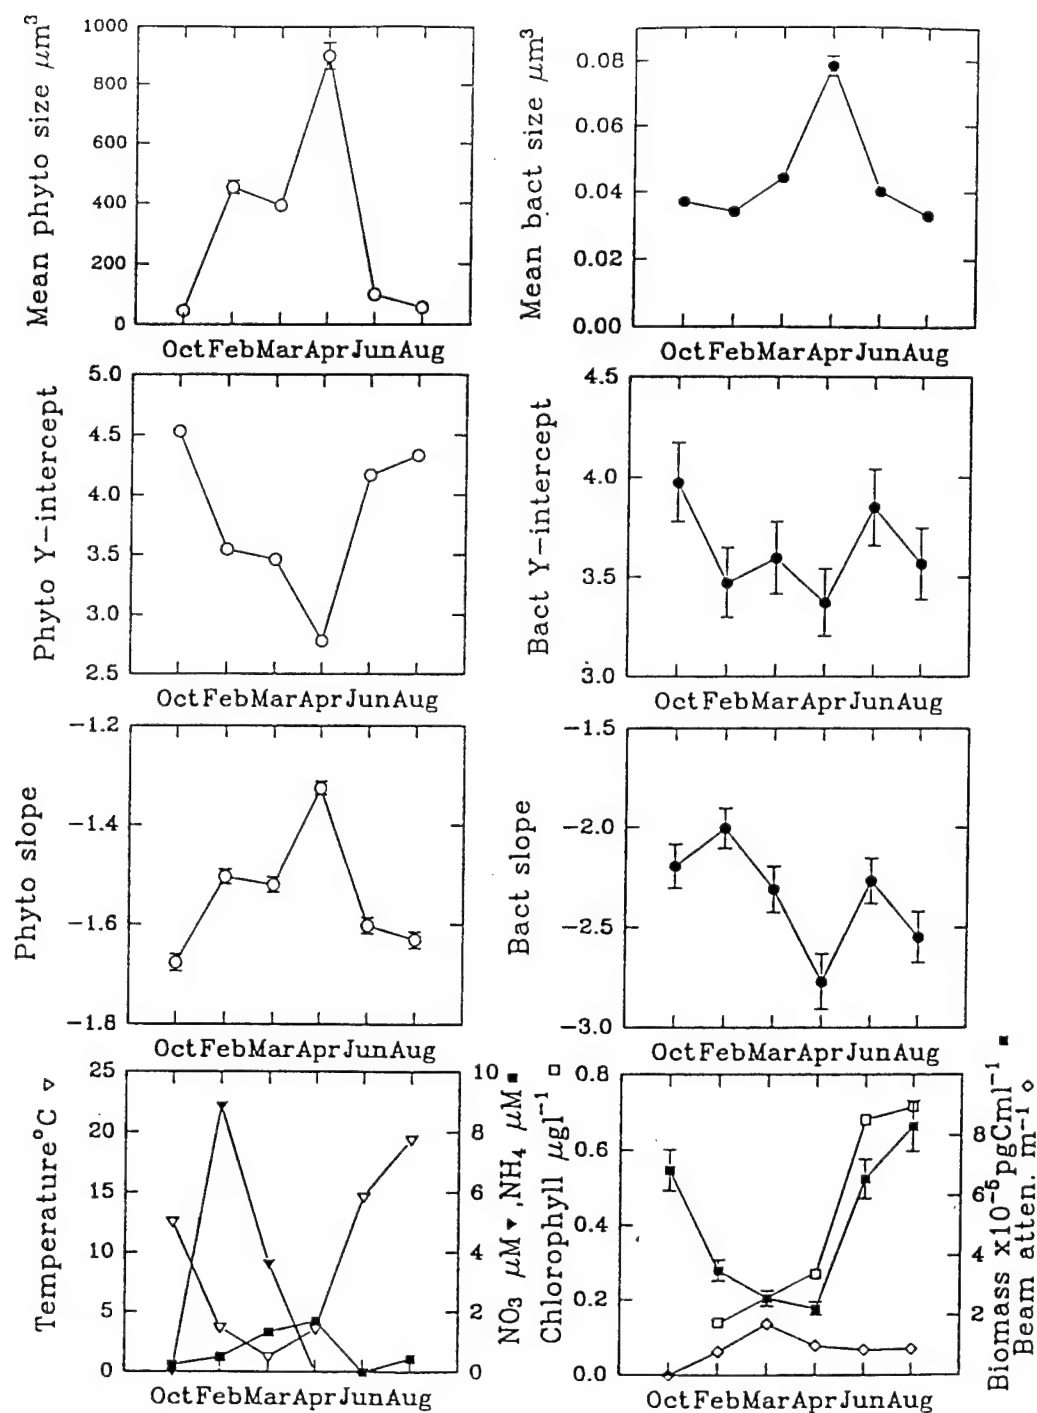 Mean phyto size μm³
1000
800
600
400
200
0
OctFebMarAprJunAug
Mean bact size μm³
0.08
0.06
0.04
0.02
0.00
OctFebMarAprJunAug
Phyto Y-intercept
5.0
4.5
4.0
3.5
3.0
2.5
OctFebMarAprJunAug
Bact Y-intercept
4.5
4.0
3.5
3.0
OctFebMarAprJunAug
Phyto slope
-1.2
-1.4
-1.6
-1.8
OctFebMarAprJunAug
Bact slope
-1.5
-2.0
-2.5
-3.0
OctFebMarAprJunAug
Temperature°C ▿
25
20
15
10
5
0
10
8
6
4
2
0
NO₃ μM ▾, NH₄ μM ■
OctFebMarAprJunAug
Chlorophyll μgl⁻¹ □
0.8
0.6
0.4
0.2
0.0
8
6
4
2
Biomass x10⁻⁵pgCml⁻¹ ■
Beam atten. m⁻¹ ◇
OctFebMarAprJunAug